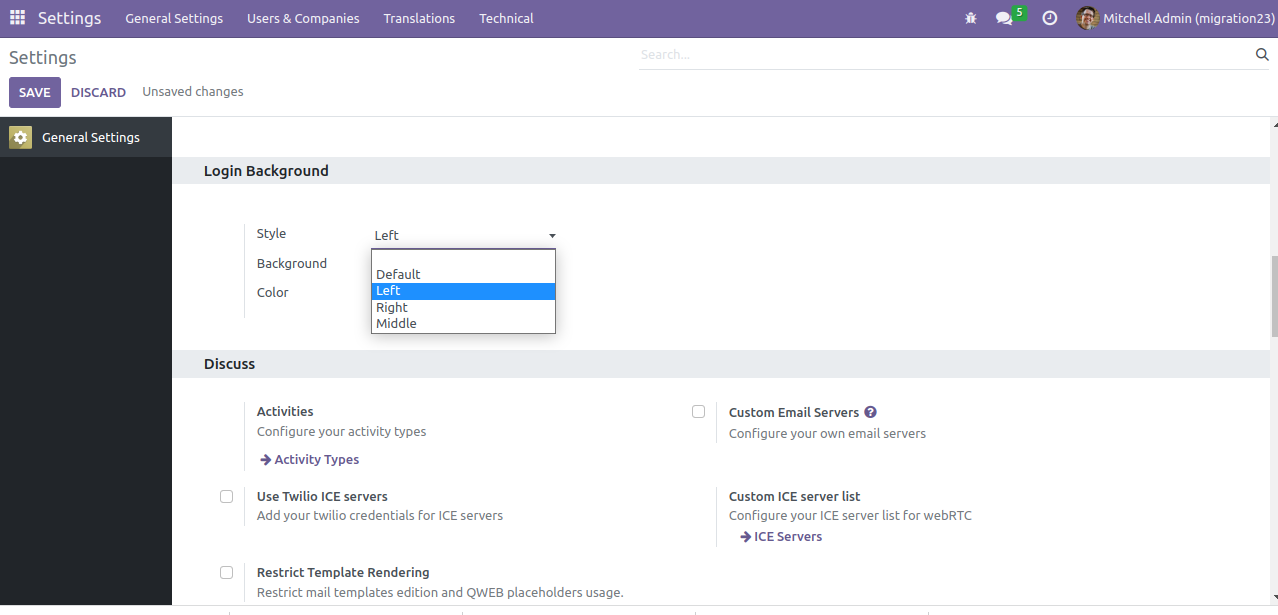 Settings General Settings Users & Companies Translations Technical 5 Mitchell Admin (migration23)
Settings Search...
SAVE DISCARD Unsaved changes
General Settings
Login Background
Style Left
Background
Color
Default
Left
Right
Middle
Discuss
Activities
Configure your activity types
Activity Types
Custom Email Servers ?
Configure your own email servers
Use Twilio ICE servers
Add your twilio credentials for ICE servers
Custom ICE server list
Configure your ICE server list for webRTC
ICE Servers
Restrict Template Rendering
Restrict mail templates edition and QWEB placeholders usage.